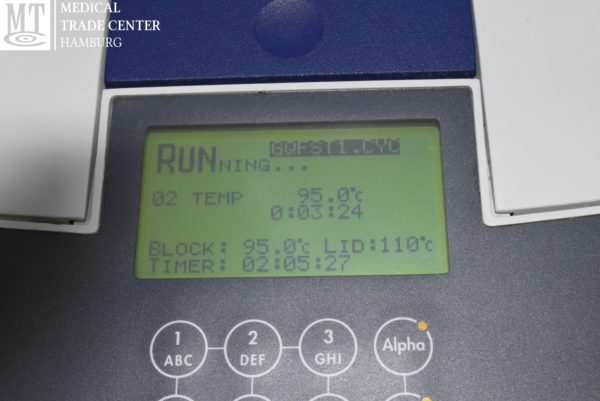 MT MEDICAL
TRADE CENTER
HAMBURG
GQFST1.CYC
RUNNING...
02 TEMP 95.0°C
0:03:24
BLOCK: 95.0°C LID:110°C
TIMER: 02:05:27
1 2 3 Alpha
ABC DEF GHI